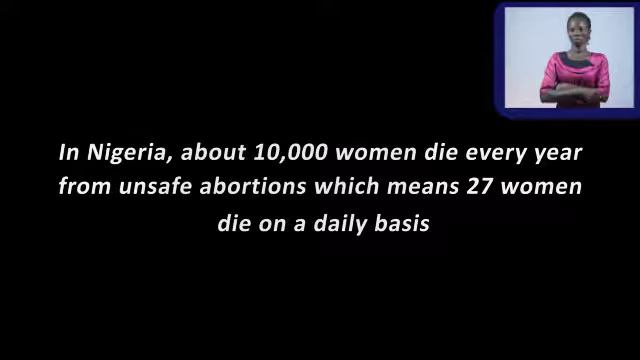 In Nigeria, about 10,000 women die every year
from unsafe abortions which means 27 women
die on a daily basis